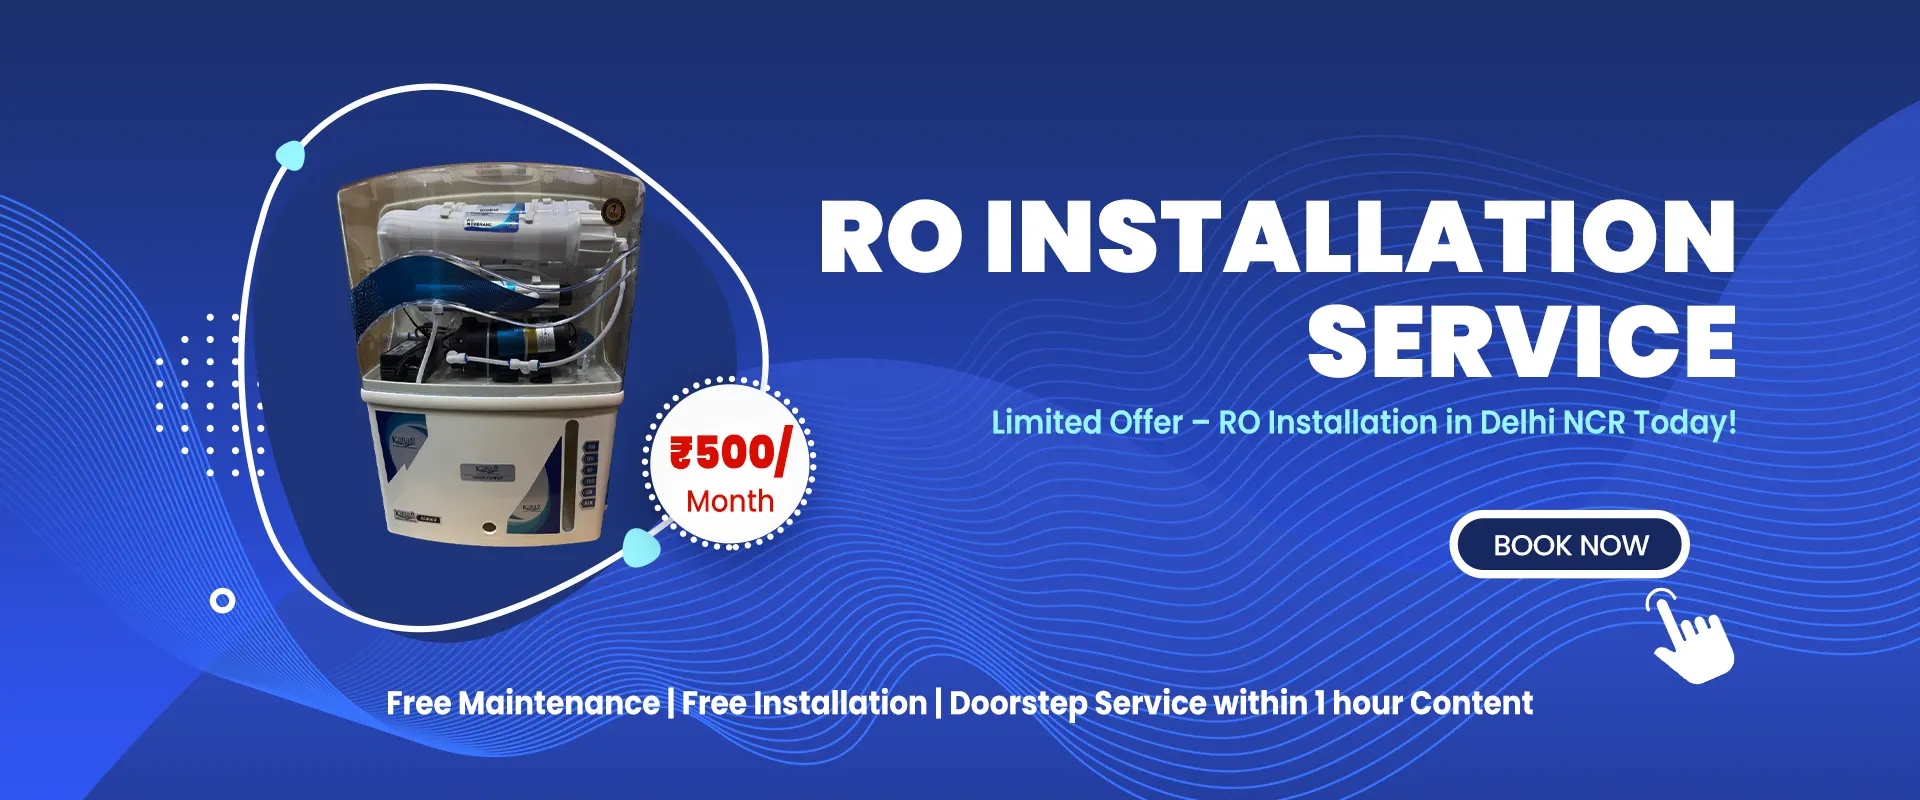 RO INSTALLATION
SERVICE
Limited Offer – RO Installation in Delhi NCR Today!
₹500/
Month
BOOK NOW
Free Maintenance | Free Installation | Doorstep Service within 1 hour Content